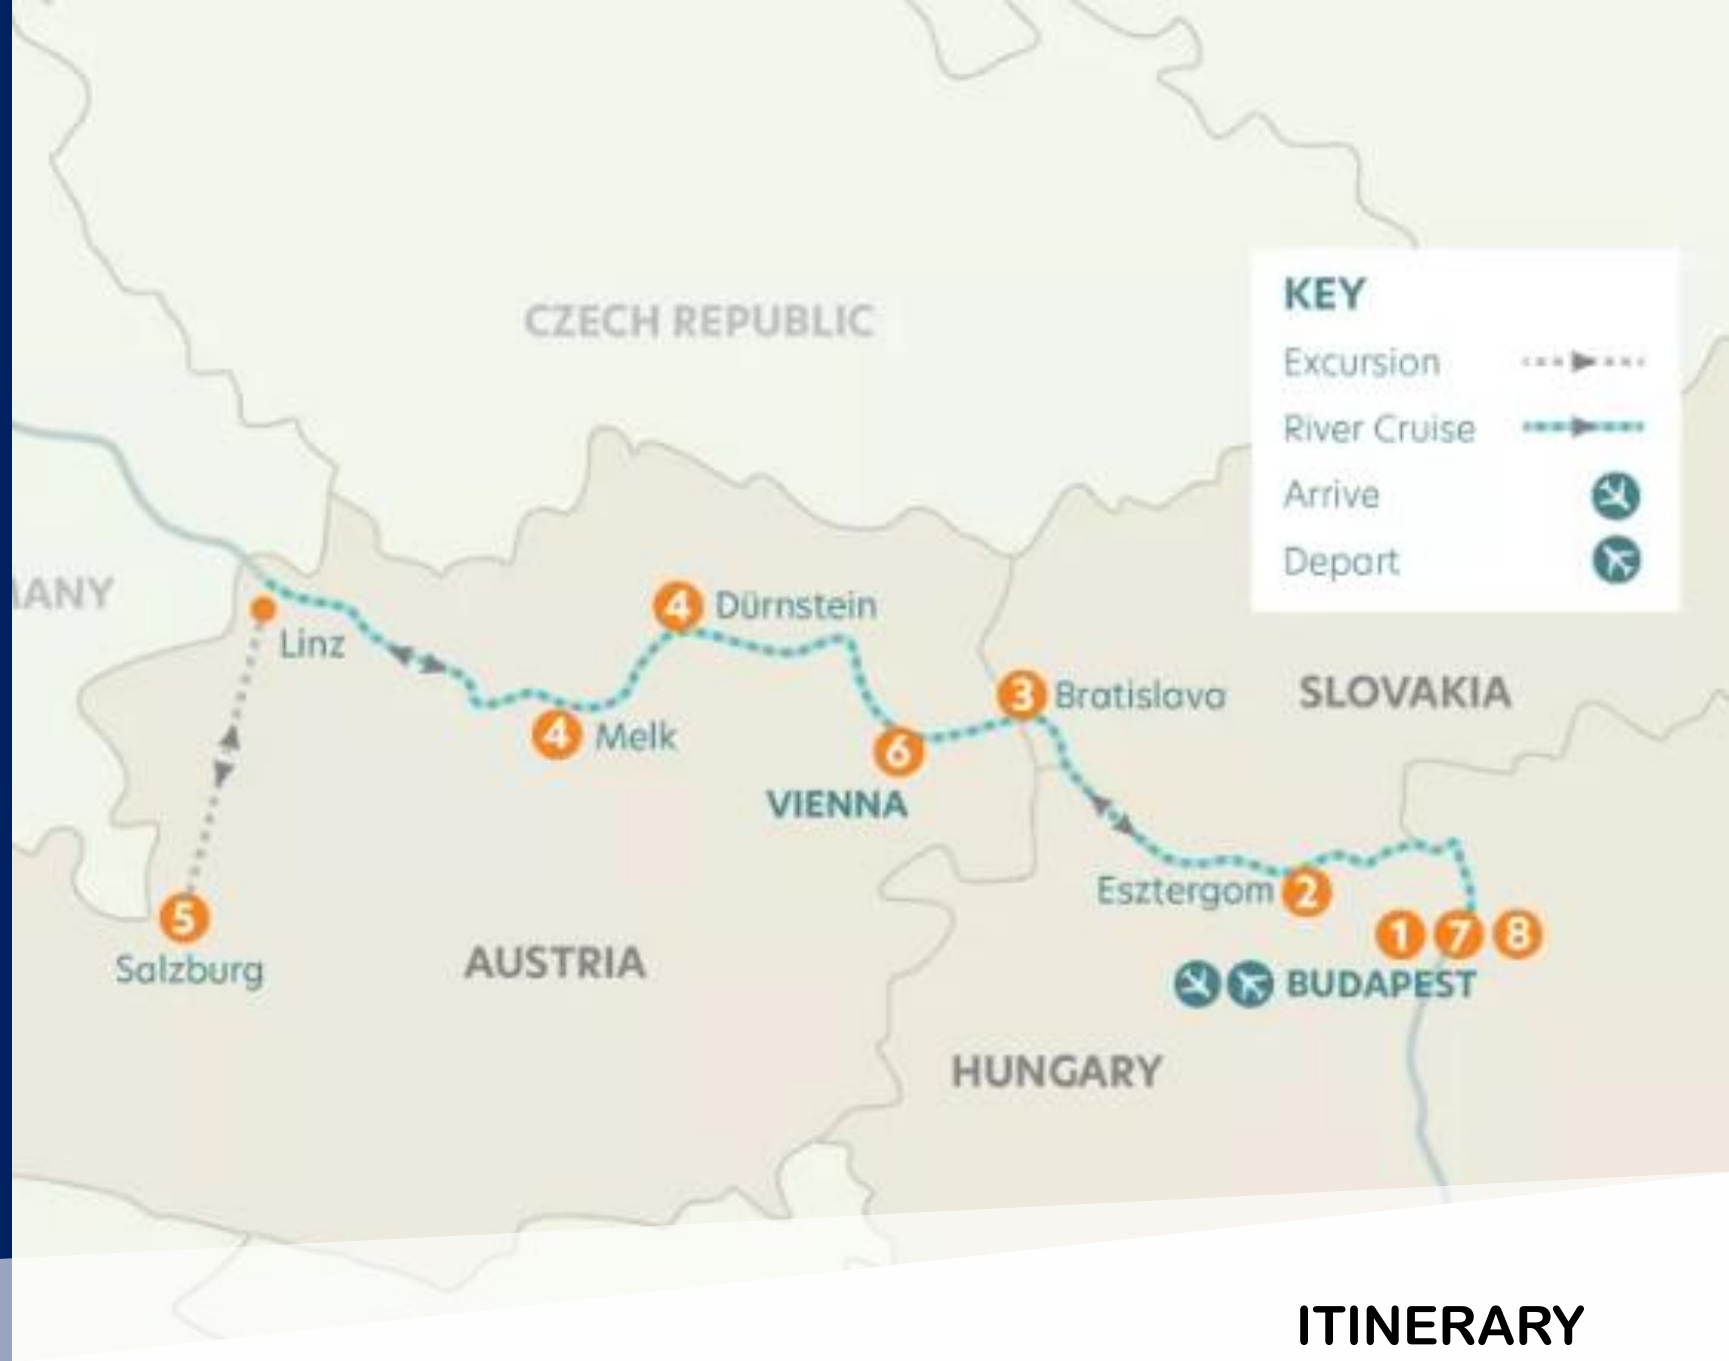 CZECH REPUBLIC
KEY
Excursion
River Cruise
Arrive
Depart
MANY
4 Dürnstein
Linz
3 Bratislava
SLOVAKIA
4 Melk
6
VIENNA
Esztergom 2
5
1 7 8
Salzburg
AUSTRIA
BUDAPEST
HUNGARY
ITINERARY